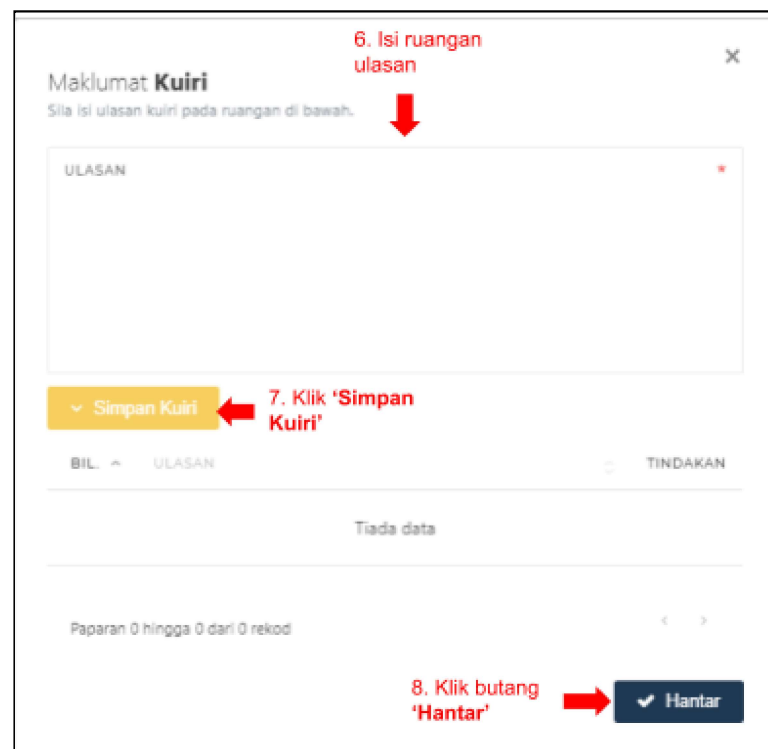 6. Isi ruangan
ulasan
Maklumat Kuiri
Sila isi ulasan kuiri pada ruangan di bawah.
ULASAN *
Simpan Kuiri
7. Klik ‘Simpan
Kuiri’
BIL. ULASAN TINDAKAN
Tiada data
Paparan 0 hingga 0 dari 0 rekod
8. Klik butang
‘Hantar’
Hantar